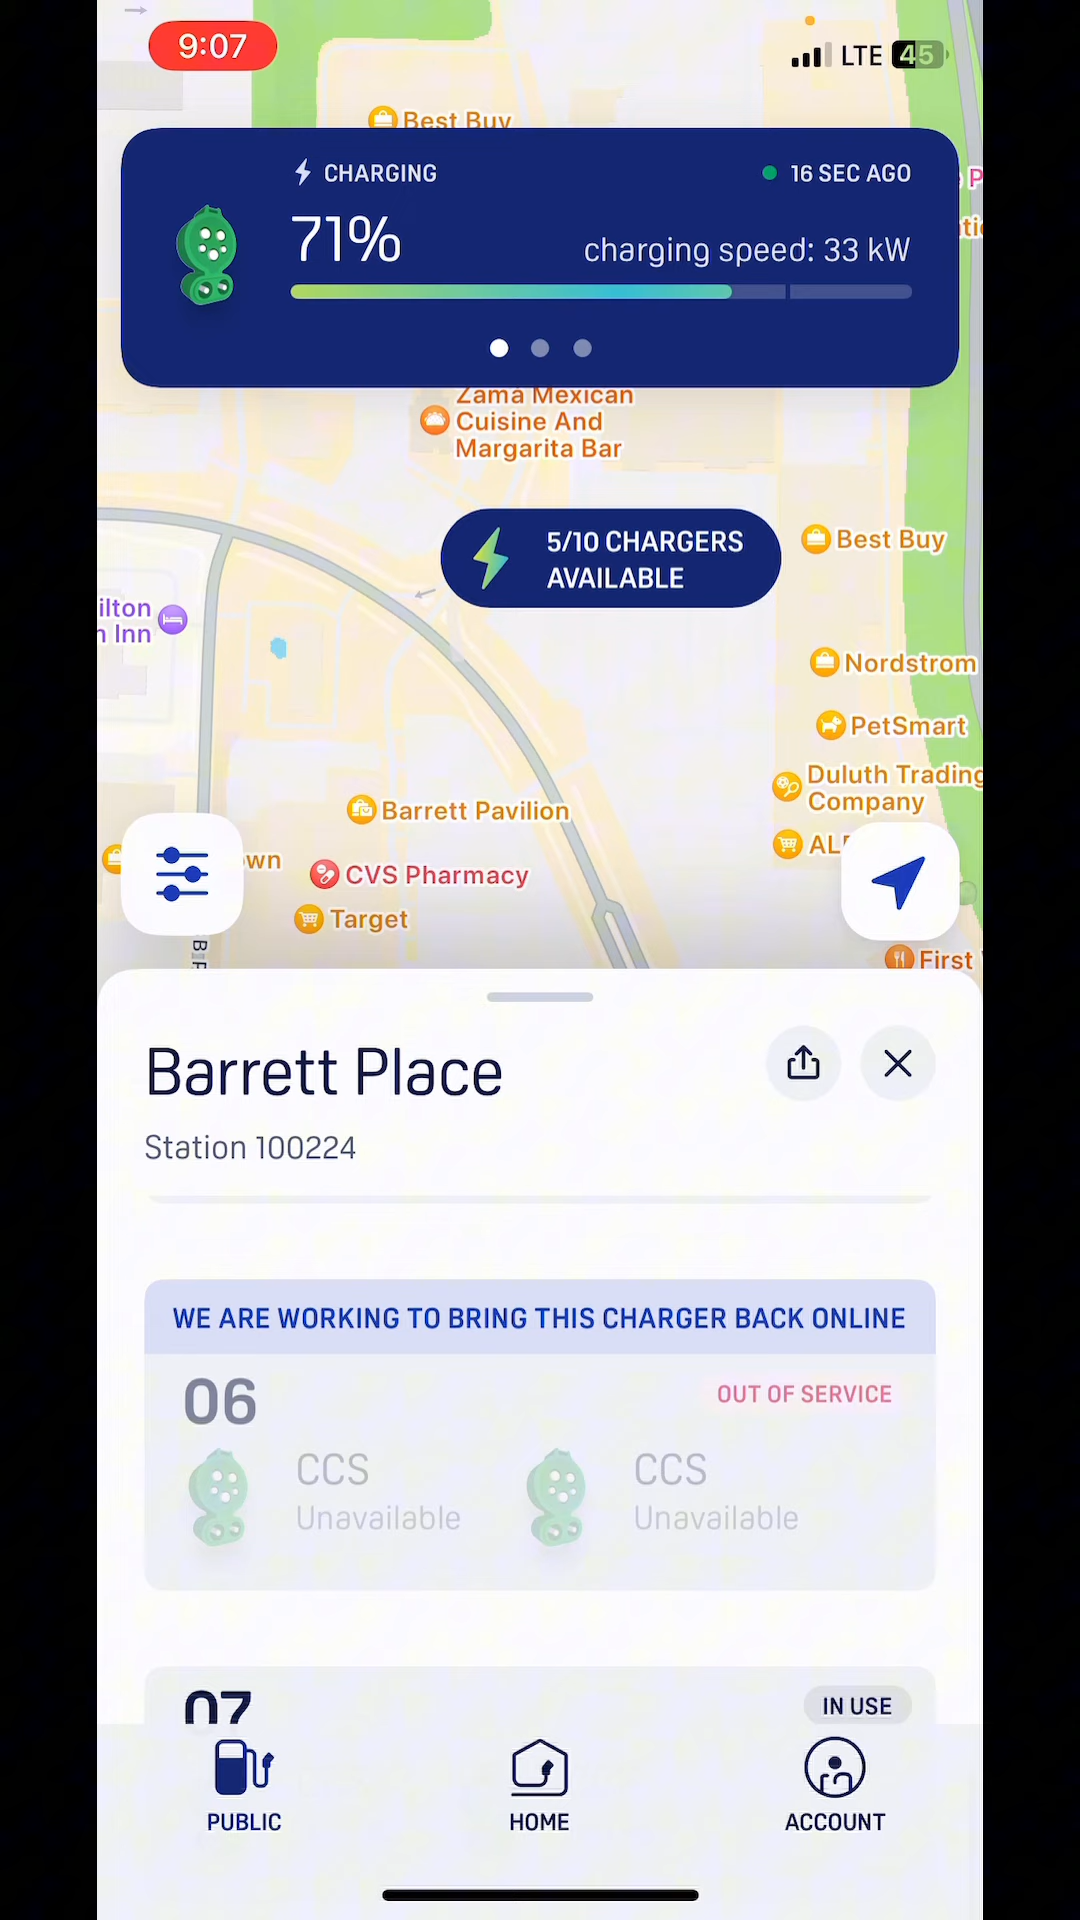 9:07
LTE 45
Best Buy
CHARGING
16 SEC AGO
71%
charging speed: 33 kW
Zama Mexican
Cuisine And
Margarita Bar
5/10 CHARGERS
AVAILABLE
Best Buy
ilton
n Inn
Nordstrom
PetSmart
Duluth Trading
Company
Barrett Pavilion
AL
wn
CVS Pharmacy
Target
First
Barrett Place
Station 100224
WE ARE WORKING TO BRING THIS CHARGER BACK ONLINE
06
OUT OF SERVICE
CCS
Unavailable
CCS
Unavailable
07
IN USE
PUBLIC
HOME
ACCOUNT